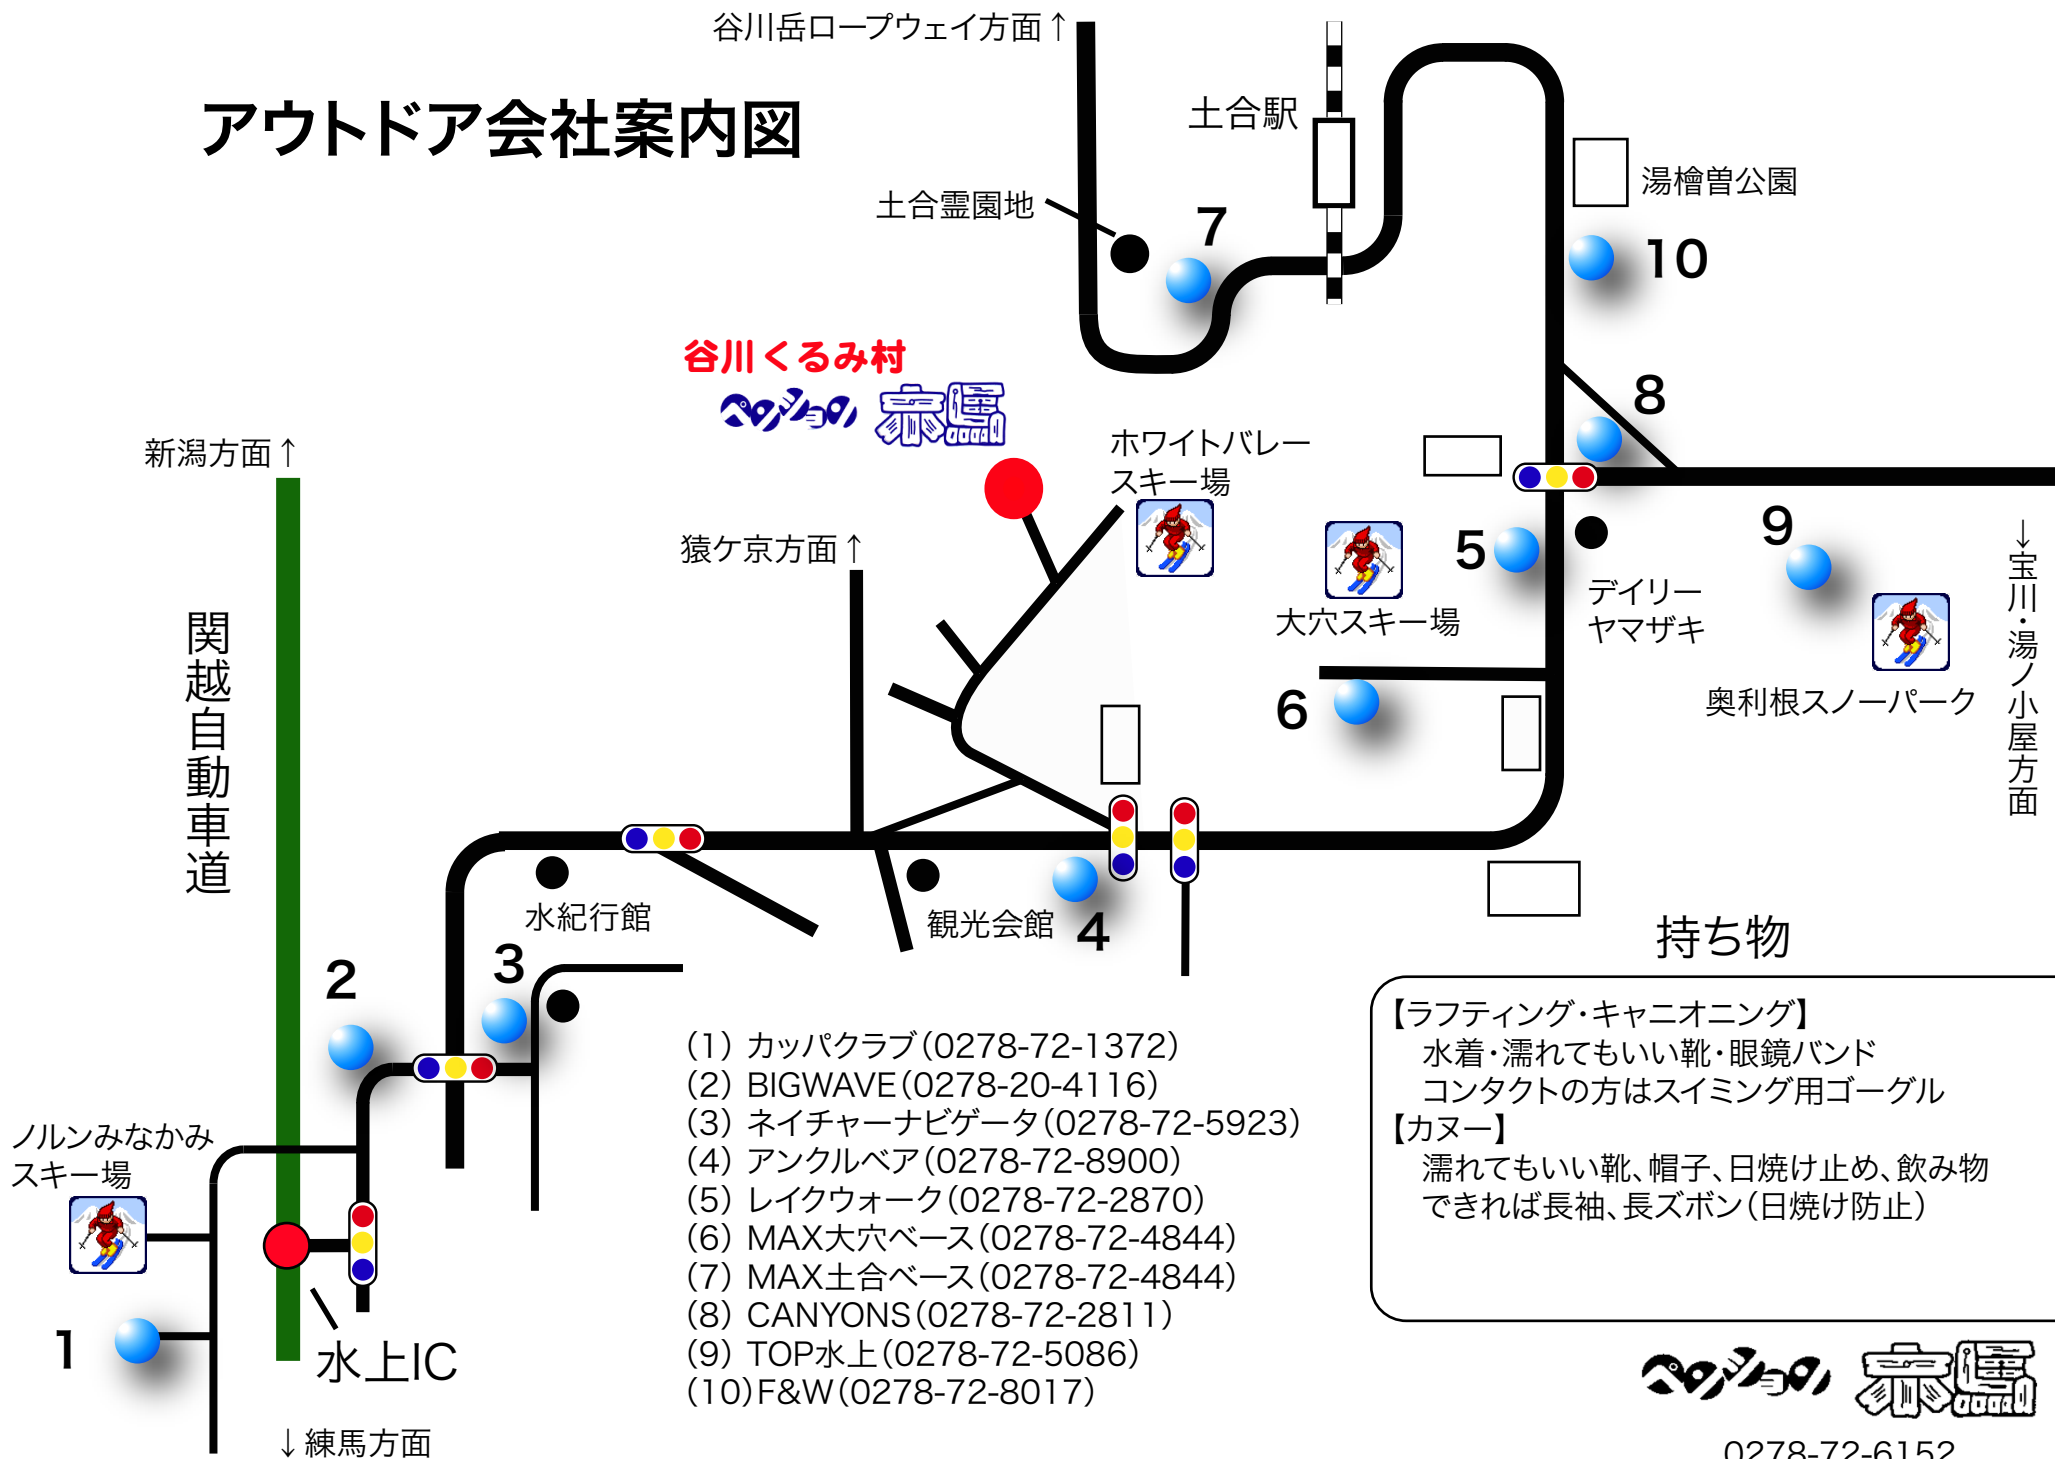 谷川岳ロープウェイ方面↑
アウトドア会社案内図
土合駅
湯檜曽公園
土合霊園地
7
10
谷川くるみ村
ペンション 赤馬
8
新潟方面↑
ホワイトバレー
スキー場
猿ケ京方面↑
5
9
デイリー
ヤマザキ
大穴スキー場
↓宝川・湯ノ小屋方面
関越自動車道
6
奥利根スノーパーク
水紀行館
観光会館
4
3
2
持ち物
(1) カッパクラブ(0278-72-1372)
(2) BIGWAVE(0278-20-4116)
(3) ネイチャーナビゲータ(0278-72-5923)
(4) アンクルベア(0278-72-8900)
(5) レイクウォーク(0278-72-2870)
(6) MAX大穴ベース(0278-72-4844)
(7) MAX土合ベース(0278-72-4844)
(8) CANYONS(0278-72-2811)
(9) TOP水上(0278-72-5086)
(10)F&W(0278-72-8017)
【ラフティング・キャニオニング】
水着・濡れてもいい靴・眼鏡バンド
コンタクトの方はスイミング用ゴーグル
【カヌー】
濡れてもいい靴、帽子、日焼け止め、飲み物
できれば長袖、長ズボン(日焼け防止)
ノルンみなかみ
スキー場
1
水上IC
↓練馬方面
ペンション 赤馬
0278-72-6152